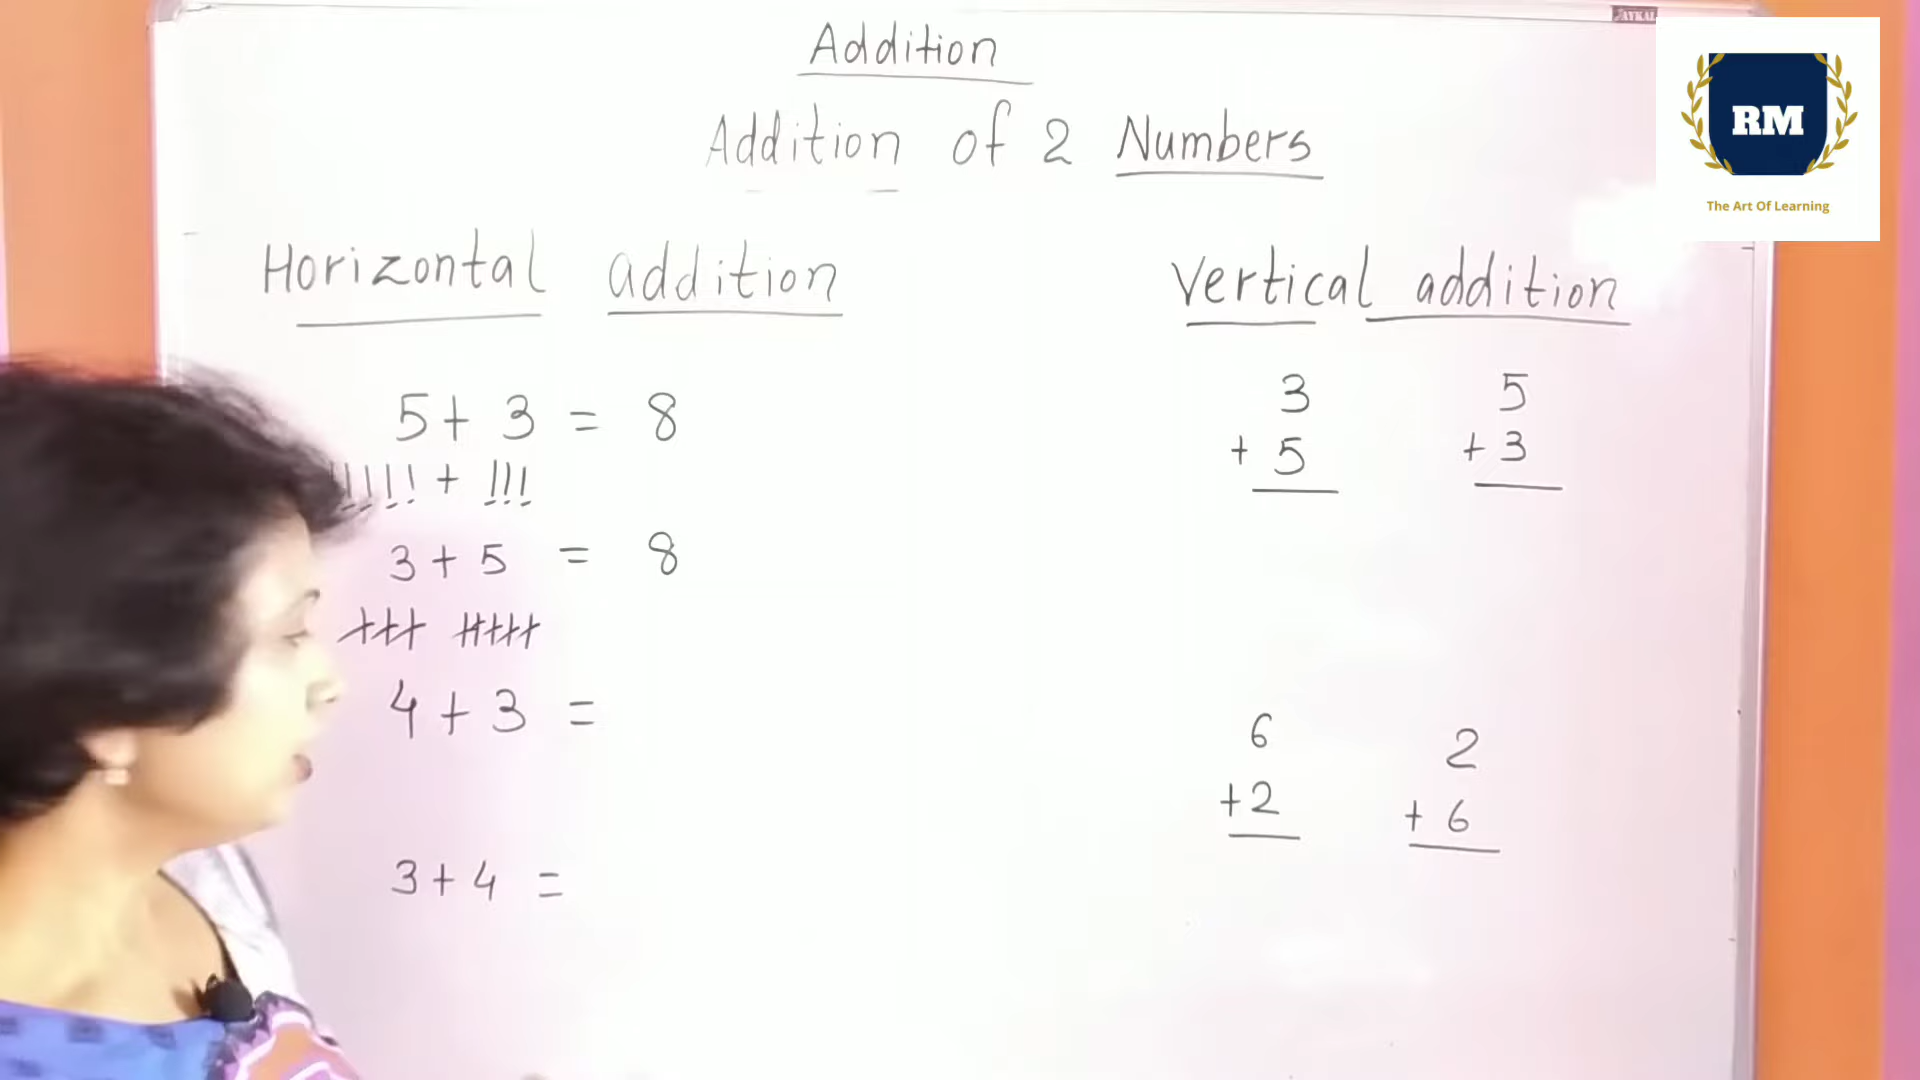 Addition
Addition of 2 Numbers
Horizontal addition
5 + 3 = 8
+
3 + 5 = 8
4 + 3 =
3 + 4 =
Vertical addition
3
+ 5
5
+ 3
6
+ 2
2
+ 6
RM
The Art Of Learning